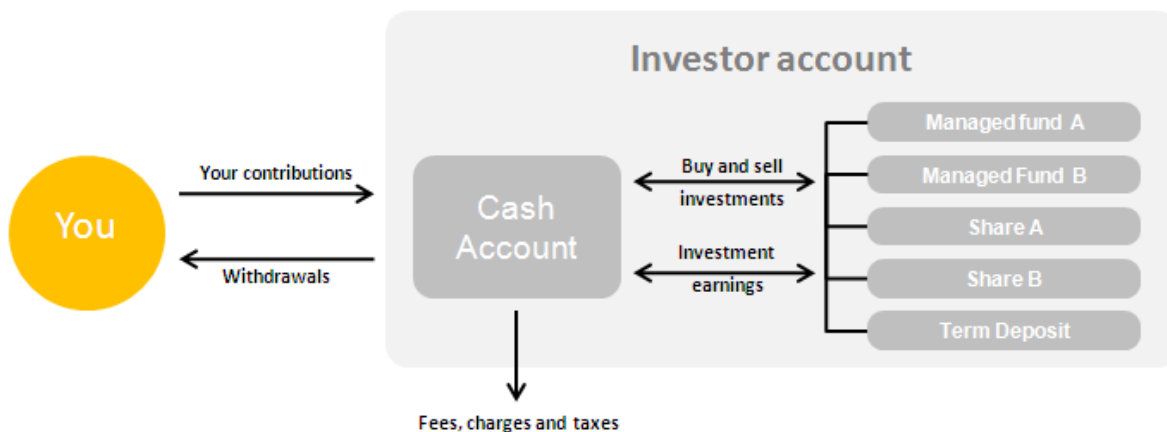 Investor account
You
Your contributions
Withdrawals
Cash
Account
Buy and sell
investments
Investment
earnings
Managed fund A
Managed Fund B
Share A
Share B
Term Deposit
Fees, charges and taxes